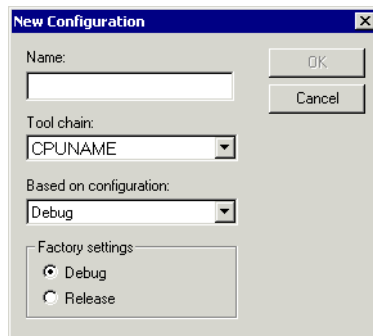 New Configuration
Name:
OK
Cancel
Tool chain:
CPUNAME
Based on configuration:
Debug
Factory settings
Debug
Release